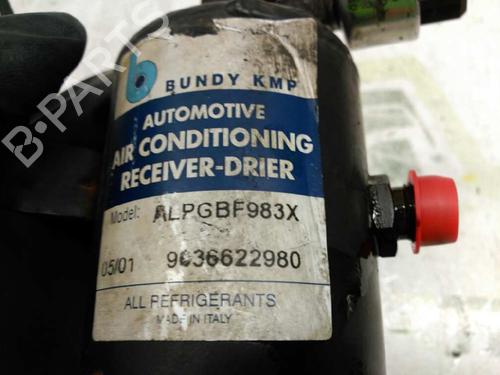 b BUNDY KMP
AUTOMOTIVE
AIR CONDITIONING
RECEIVER-DRIER
Model: ALPGBF983X
05/01 9636622980
ALL REFRIGERANTS
MADE IN ITALY
B-PARTS